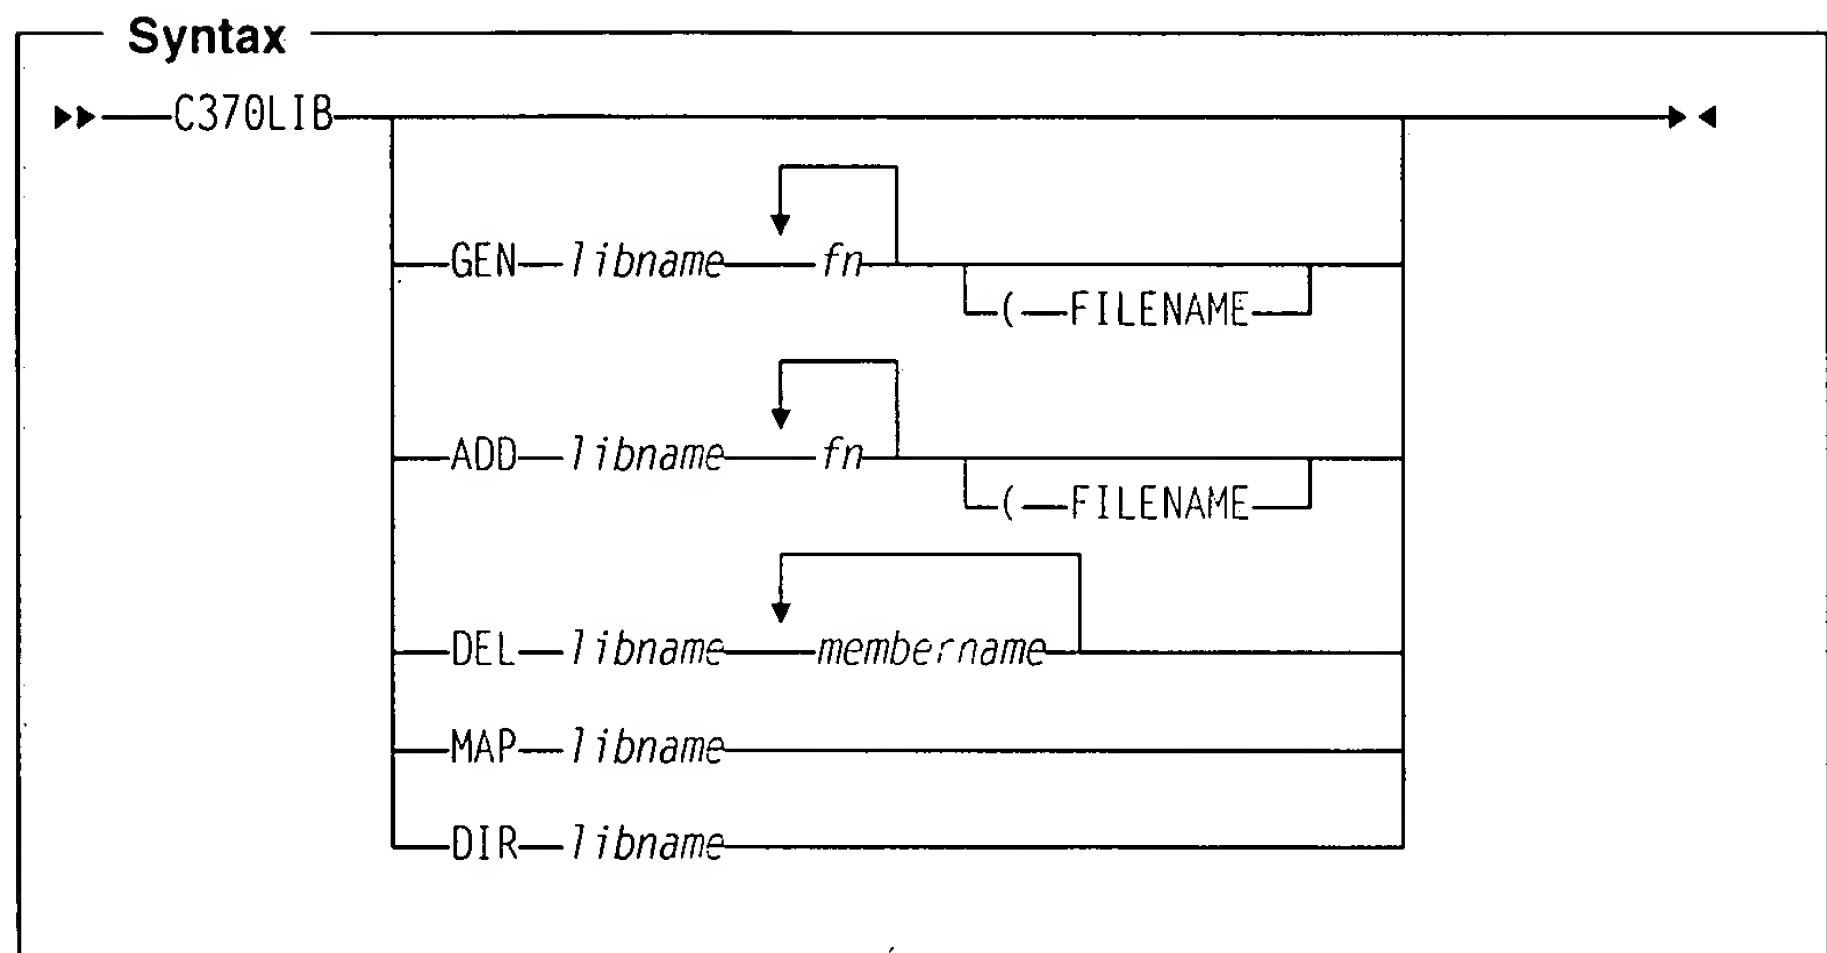 Syntax
C370LIB
GEN libname fn
( FILENAME
ADD libname fn
( FILENAME
DEL libname membername
MAP libname
DIR libname